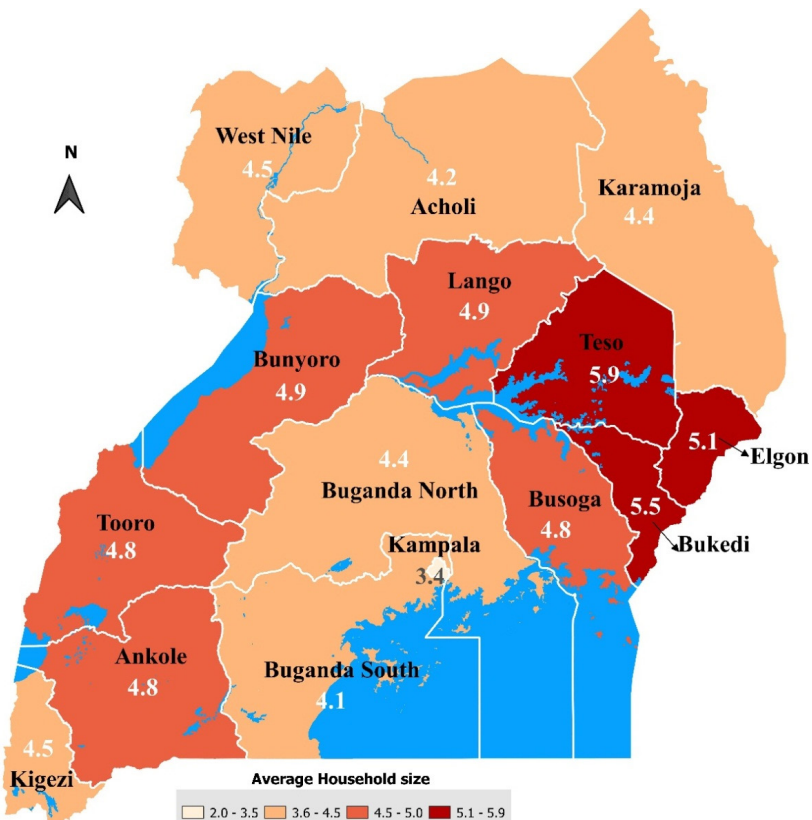 West Nile
4.5
N
4.2
Acholi
Karamoja
4.4
Lango
4.9
Teso
5.9
Bunyoro
4.9
5.1
Elgon
4.4
Buganda North
Busoga
4.8
5.5
Bukedi
Tooro
4.8
Kampala
3.4
Ankole
4.8
Buganda South
4.1
4.5
Kigezi
Average Household size
2.0 - 3.5 3.6 - 4.5 4.5 - 5.0 5.1 - 5.9